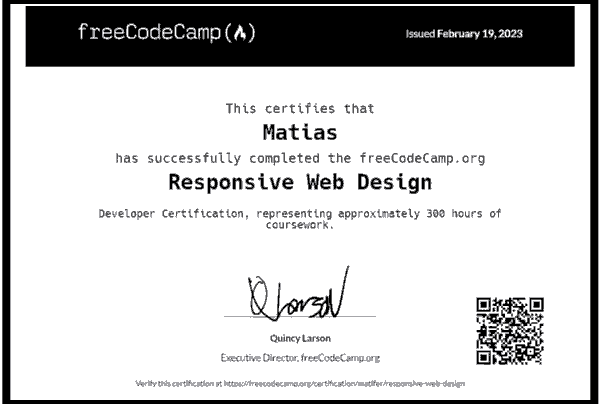 freeCodeCamp(🔥)
Issued February 19, 2023
This certifies that
Matias
has successfully completed the freeCodeCamp.org
Responsive Web Design
Developer Certification, representing approximately 300 hours of
coursework.
Q Larson
Quincy Larson
Executive Director, freeCodeCamp.org
Verify this certification at https://freecodecamp.org/certification/matifer/responsive-web-design